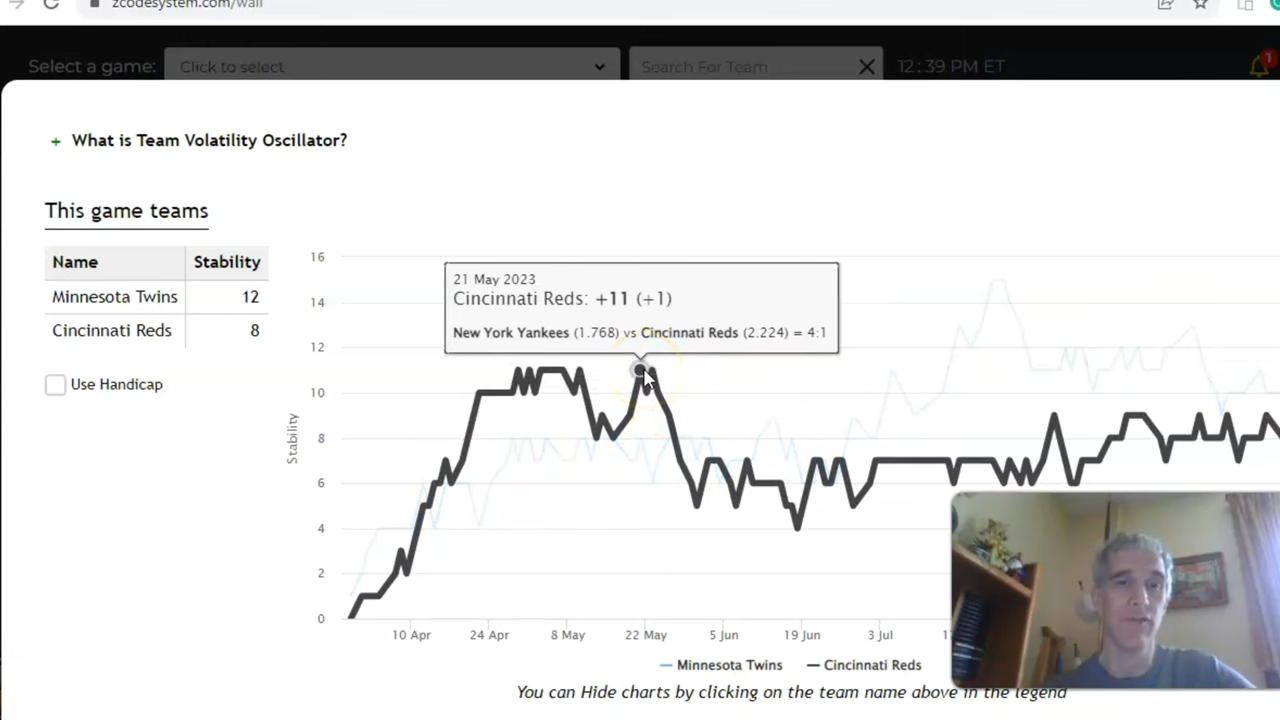 zcodesystem.com/wall
Select a game: Click to select Search For Team 12:39 PM ET 1
+ What is Team Volatility Oscillator?
This game teams
Name Stability
Minnesota Twins 12
Cincinnati Reds 8
Use Handicap
Stability
16
14
12
10
8
6
4
2
0
21 May 2023
Cincinnati Reds: +11 (+1)
New York Yankees (1.768) vs Cincinnati Reds (2.224) = 4:1
10 Apr 24 Apr 8 May 22 May 5 Jun 19 Jun 3 Jul
Minnesota Twins Cincinnati Reds
You can Hide charts by clicking on the team name above in the legend